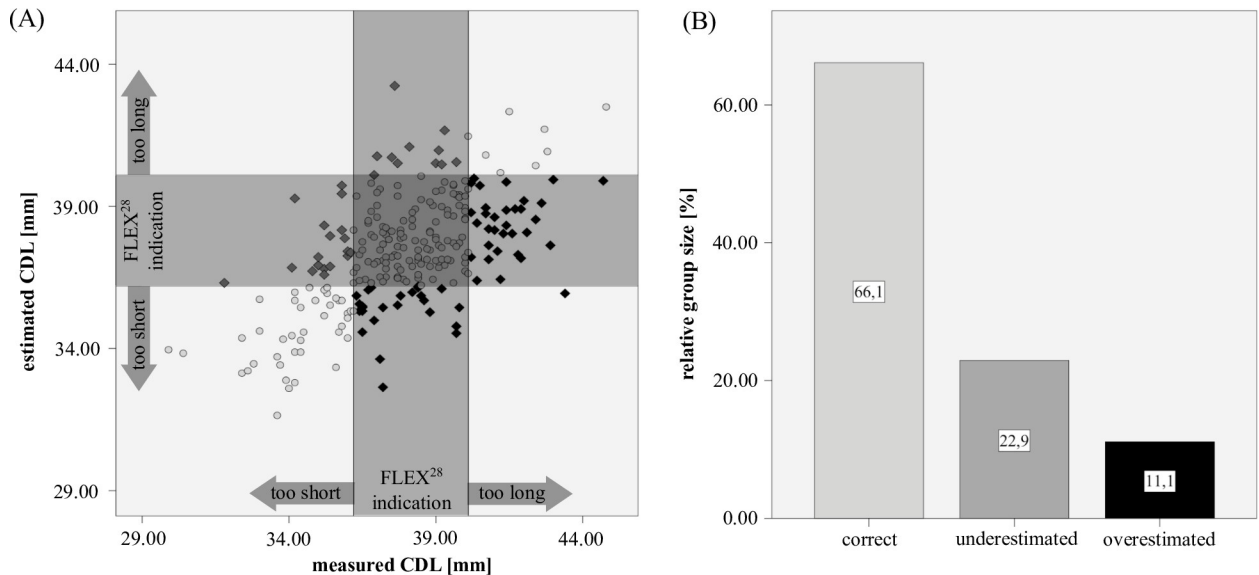 (A)
estimated CDL [mm]
44.00
39.00
34.00
29.00
too long
FLEX28
indication
too short
too short
FLEX28
indication
too long
29.00
34.00
39.00
44.00
measured CDL [mm]
(B)
relative group size [%]
60.00
40.00
20.00
0.00
66,1
22,9
11,1
correct
underestimated
overestimated